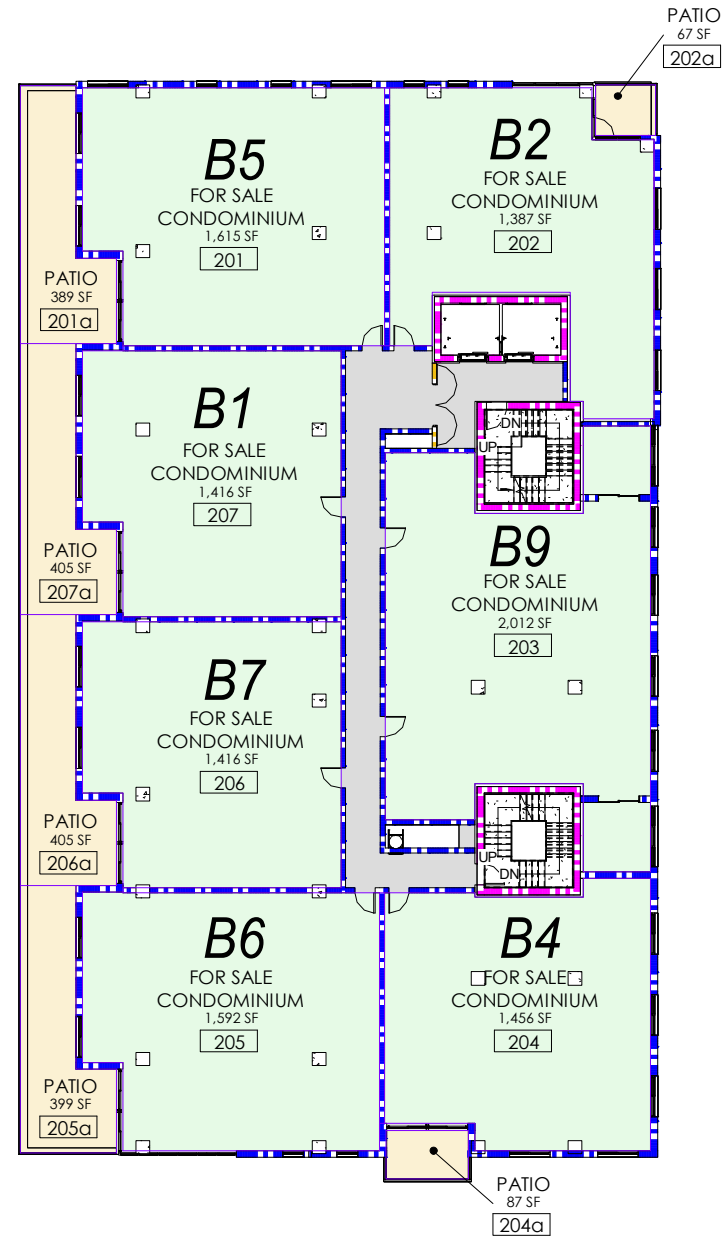 PATIO
67 SF
202a
B5
FOR SALE
CONDOMINIUM
1,615 SF
201
B2
FOR SALE
CONDOMINIUM
1,387 SF
202
PATIO
389 SF
201a
B1
FOR SALE
CONDOMINIUM
1,416 SF
207
DN
UP
PATIO
405 SF
207a
B9
FOR SALE
CONDOMINIUM
2,012 SF
203
B7
FOR SALE
CONDOMINIUM
1,416 SF
206
PATIO
405 SF
206a
UP
DN
B6
FOR SALE
CONDOMINIUM
1,592 SF
205
B4
FOR SALE
CONDOMINIUM
1,456 SF
204
PATIO
399 SF
205a
PATIO
87 SF
204a